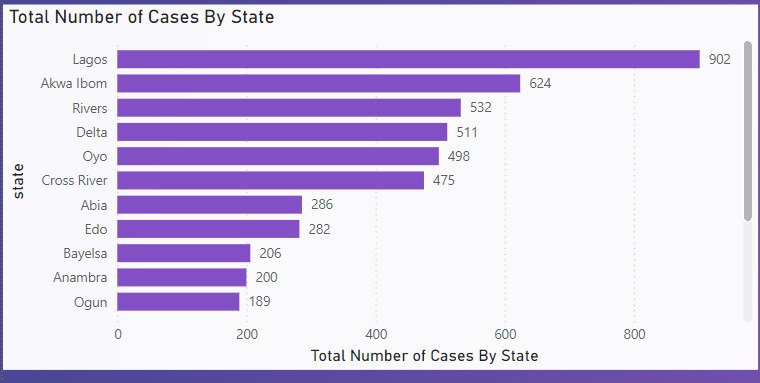 Total Number of Cases By State
state
Lagos 902
Akwa Ibom 624
Rivers 532
Delta 511
Oyo 498
Cross River 475
Abia 286
Edo 282
Bayelsa 206
Anambra 200
Ogun 189
0 200 400 600 800
Total Number of Cases By State